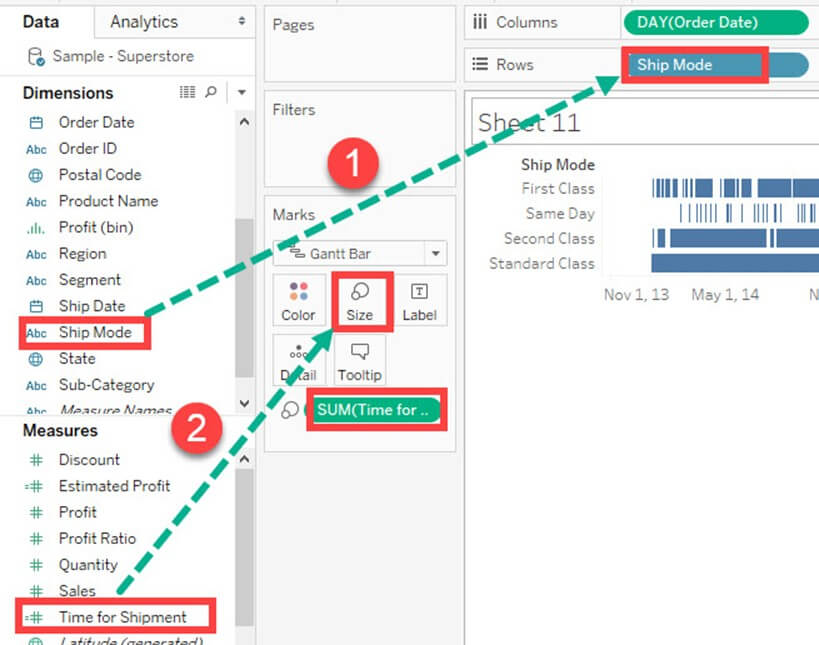 Data
Analytics
Sample - Superstore
Dimensions
Order Date
Abc Order ID
Postal Code
Abc Product Name
Profit (bin)
Abc Region
Abc Segment
Ship Date
Abc Ship Mode
State
Abc Sub-Category
Abc Measure Names
Measures
# Discount
=# Estimated Profit
# Profit
# Profit Ratio
# Quantity
# Sales
=# Time for Shipment
Latitude (generated)
Pages
Filters
1
2
Marks
Gantt Bar
Color
Size
T
Label
Detail
Tooltip
SUM(Time for ..
Columns
DAY(Order Date)
Rows
Ship Mode
Sheet 11
Ship Mode
First Class
Same Day
Second Class
Standard Class
Nov 1, 13 May 1, 14 N